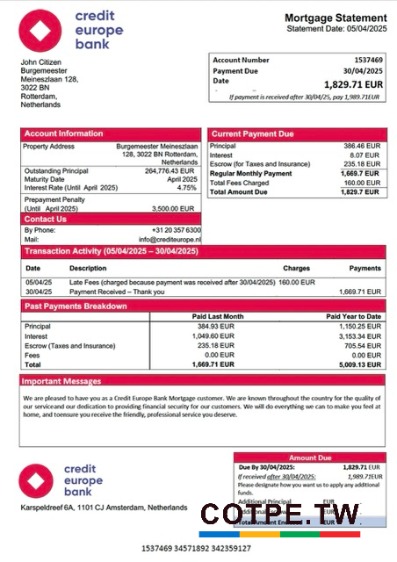 credit
europe
bank
Mortgage Statement
Statement Date: 05/04/2025
John Citizen
Burgemeester
Meineszlaan 128,
3022 BN
Rotterdam,
Netherlands
Account Number 1537469
Payment Due 30/04/2025
Date
1,829.71 EUR
If payment is received after 30/04/25, pay 1,989.71EUR
Account Information
Property Address Burgemeester Meineszlaan
128, 3022 BN Rotterdam,
Netherlands
Outstanding Principal 264,776.43 EUR
Maturity Date April 2025
Interest Rate (Until April 2025) 4.75%
Prepayment Penalty
(Until April 2025) 3,500.00 EUR
Contact Us
By Phone: +31 20 3576300
Mail: info@crediteurope.nl
Current Payment Due
Principal 386.46 EUR
Interest 8.07 EUR
Escrow (for Taxes and Insurance) 235.18 EUR
Regular Monthly Payment 1,669.7 EUR
Total Fees Charged 160.00 EUR
Total Amount Due 1,829.7 EUR
Transaction Activity (05/04/2025 – 30/04/2025)
Date Description Charges Payments
05/04/25 Late Fees (charged because payment was received after 30/04/2025) 160.00 EUR
30/04/25 Payment Received – Thank you 1,669.71 EUR
Past Payments Breakdown
Paid Last Month Paid Year to Date
Principal 384.93 EUR 1,150.25 EUR
Interest 1,049.60 EUR 3,153.34 EUR
Escrow (Taxes and Insurance) 235.18 EUR 705.54 EUR
Fees 0.00 EUR 0.00 EUR
Total 1,669.71 EUR 5,009.13 EUR
Important Messages
We are pleased to have you as a Credit Europe Bank Mortgage customer. We are known throughout the country for the quality of
our serviceand our dedication to providing financial security for our customers. We will do everything we can to make you feel at
home, and toensure you receive the friendly, professional service you deserve.
credit
europe
bank
Karspeldreef 6A, 1101 CJ Amsterdam, Netherlands
Amount Due
Due By 30/04/2025: 1,829.71 EUR
If received after 30/04/2025: 1,989.71EUR
Please designate how you want us to apply any additional
funds.
Additional Principal
COTPE.TW
1537469 34571892 342359127